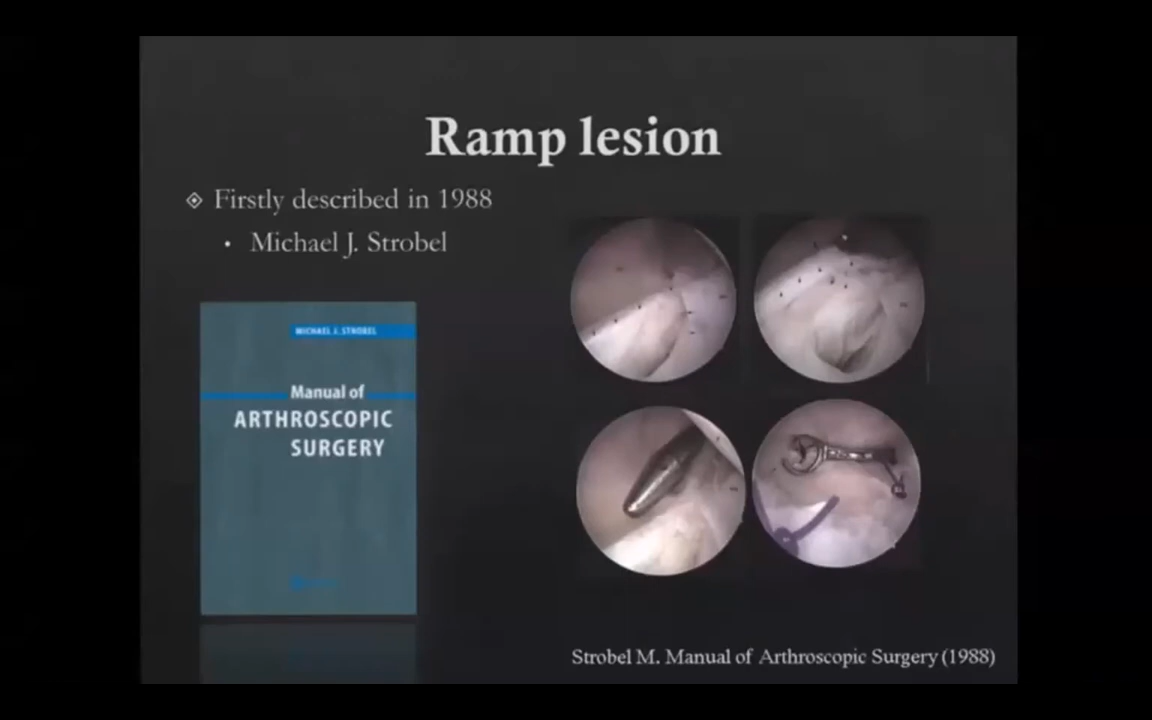 Ramp lesion
Firstly described in 1988
• Michael J. Strobel
MICHAEL J. STROBEL
Manual of
ARTHROSCOPIC
SURGERY
Strobel M. Manual of Arthroscopic Surgery (1988)